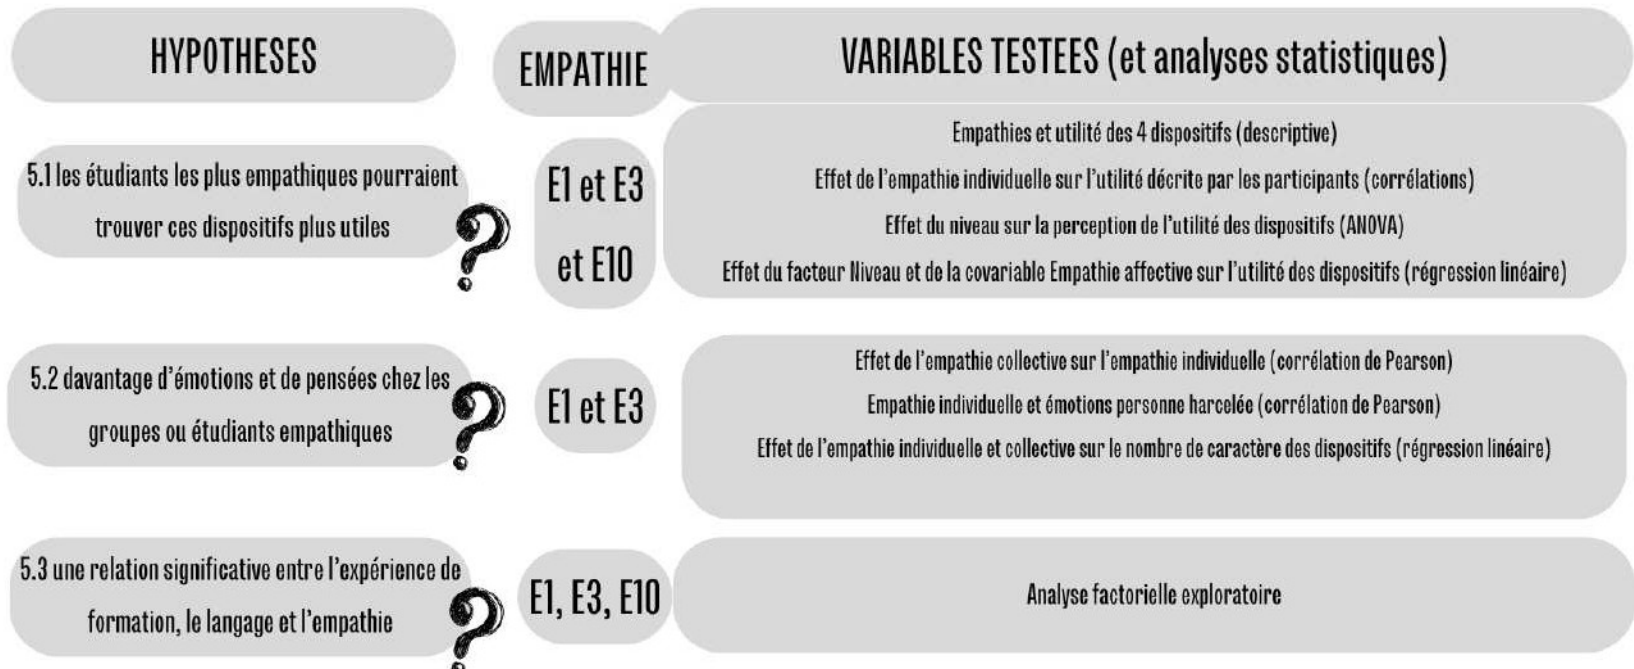 HYPOTHESES
EMPATHIE
VARIABLES TESTEES (et analyses statistiques)
5.1 les étudiants les plus empathiques pourraient
trouver ces dispositifs plus utiles
?
E1 et E3
et E10
Empathies et utilité des 4 dispositifs (descriptive)
Effet de l'empathie individuelle sur l'utilité décrite par les participants (corrélations)
Effet du niveau sur la perception de l'utilité des dispositifs (ANOVA)
Effet du facteur Niveau et de la covariable Empathie affective sur l'utilité des dispositifs (régression linéaire)
5.2 davantage d'émotions et de pensées chez les
groupes ou étudiants empathiques
?
E1 et E3
Effet de l'empathie collective sur l'empathie individuelle (corrélation de Pearson)
Empathie individuelle et émotions personne harcelée (corrélation de Pearson)
Effet de l'empathie individuelle et collective sur le nombre de caractère des dispositifs (régression linéaire)
5.3 une relation significative entre l'expérience de
formation, le langage et l'empathie
?
E1, E3, E10
Analyse factorielle exploratoire